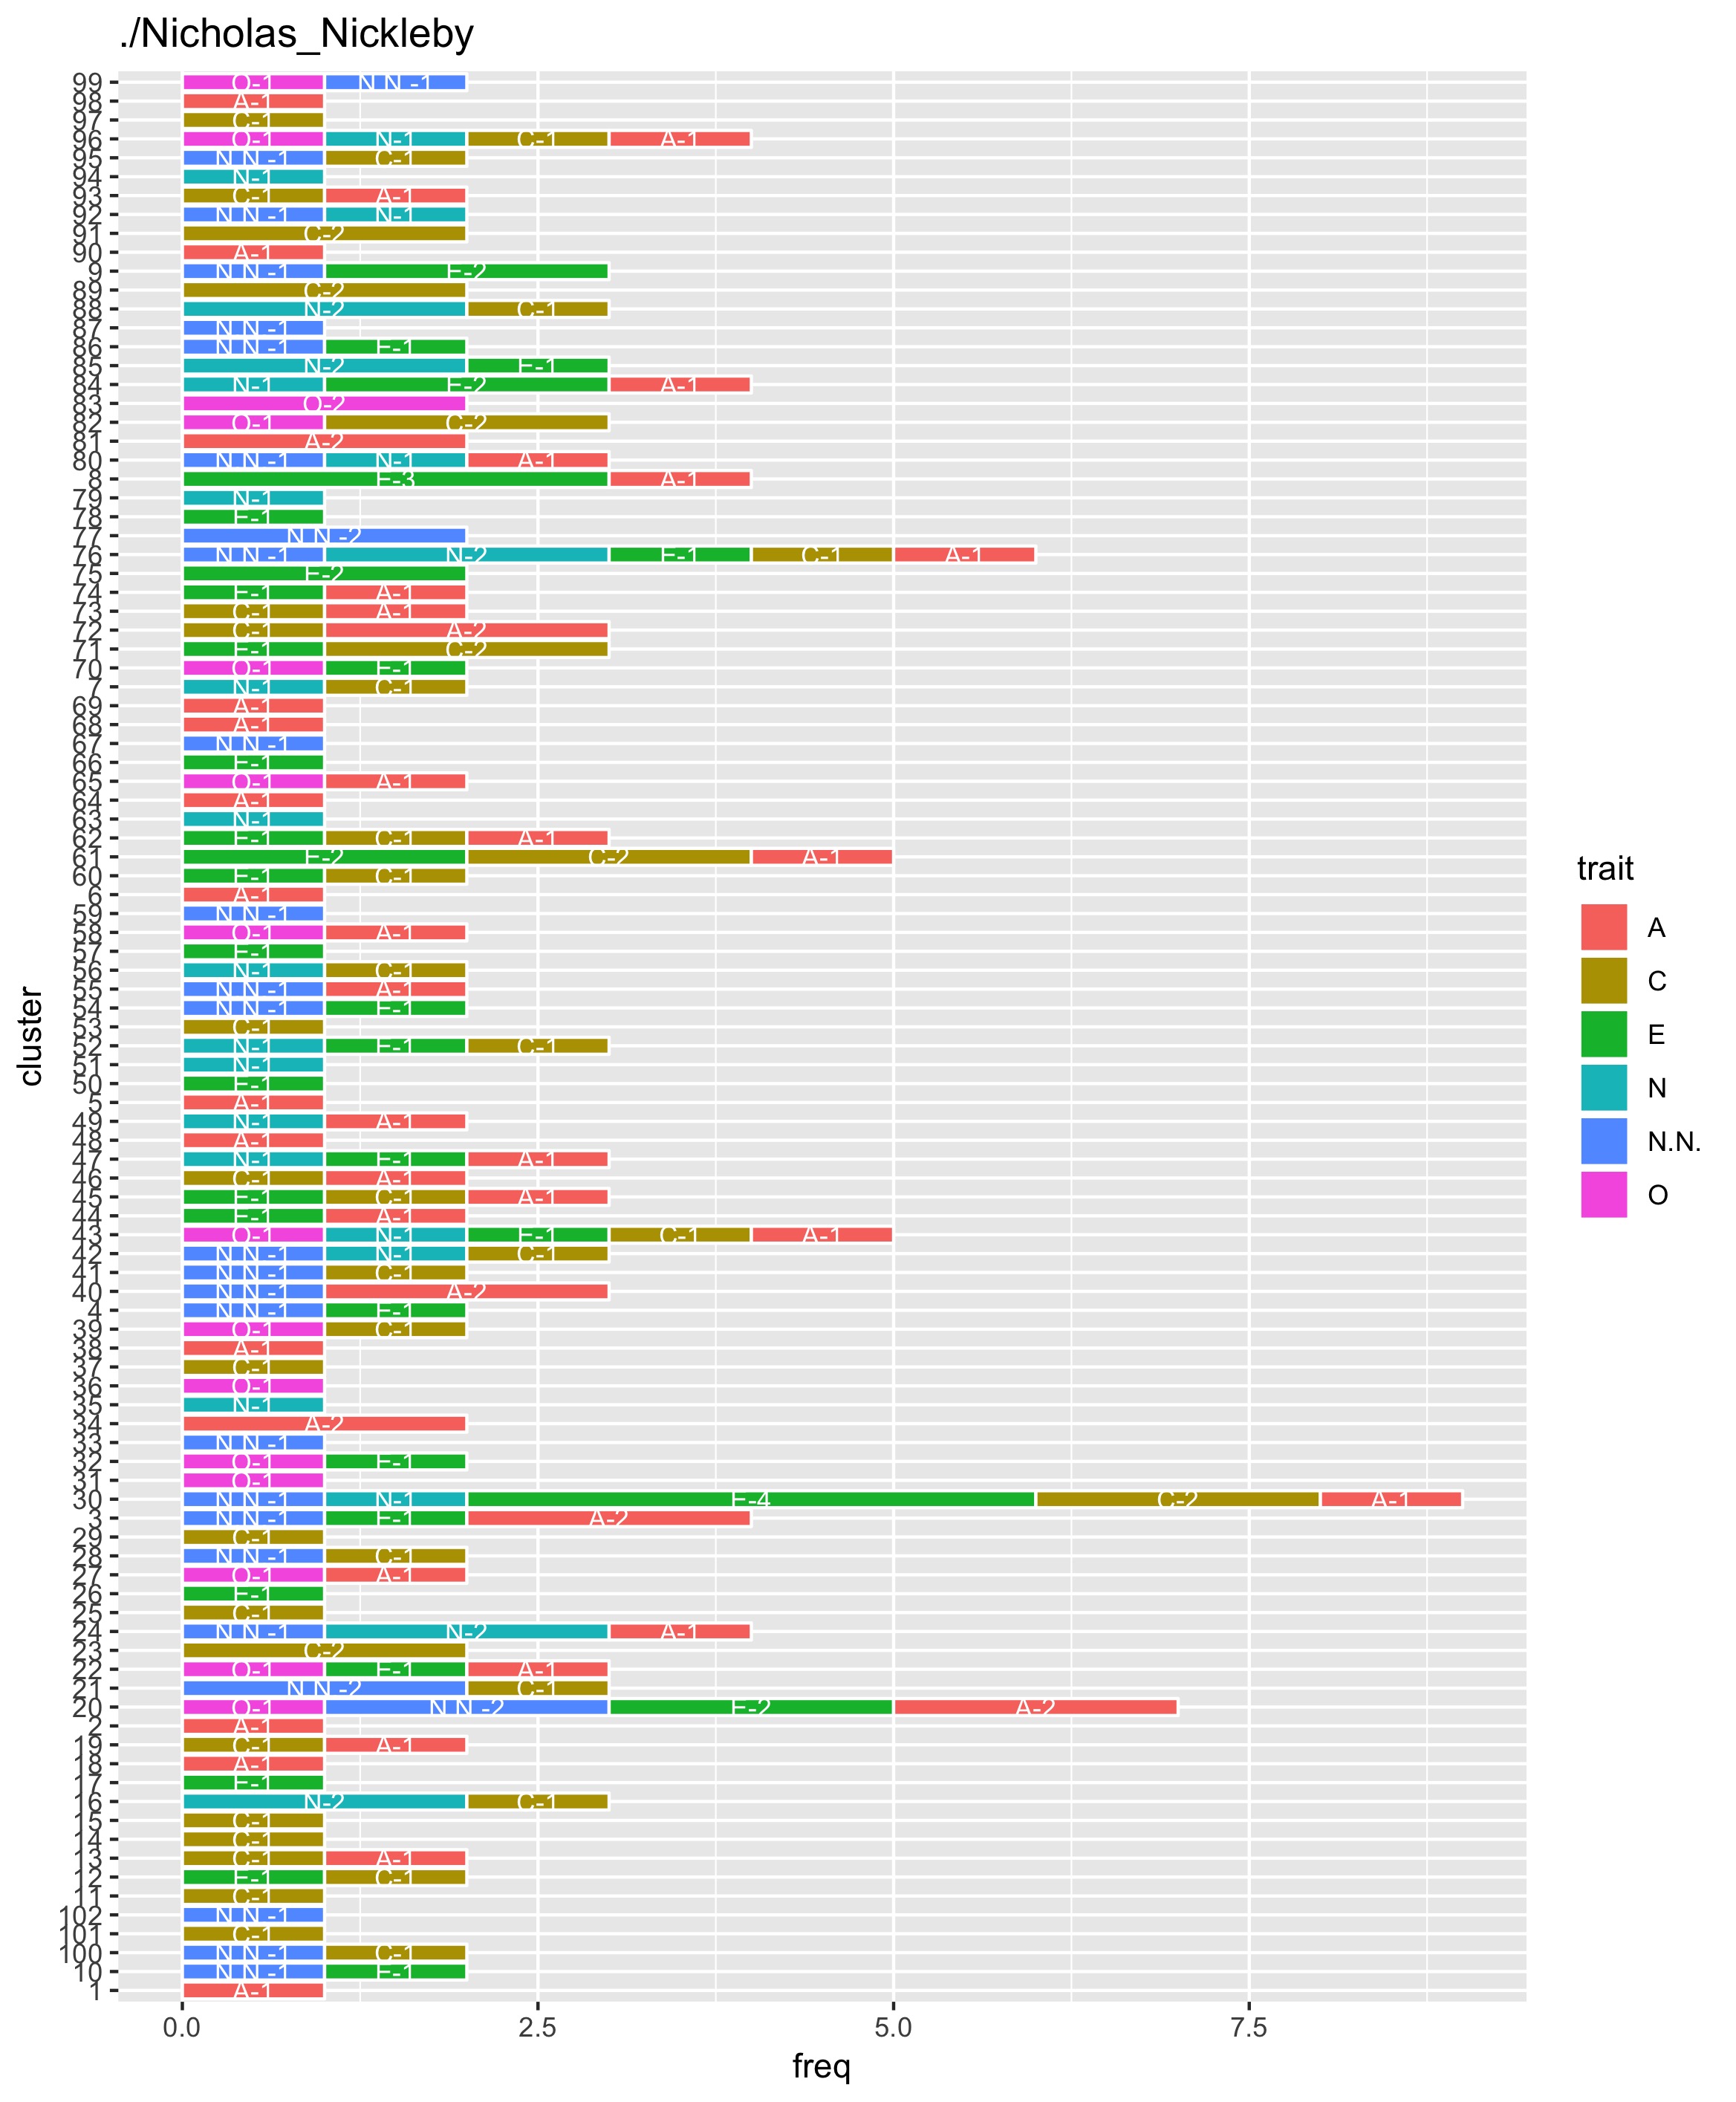 ./Nicholas_Nickleby
99 O-1 N.N.-1
98 A-1
97 C-1
96 O-1 N-1 C-1 A-1
95 N.N.-1 C-1
94 N-1
93 C-1 A-1
92 N.N.-1 N-1
91 C-2
90 A-1
9 N.N.-1 E-2
89 C-2
88 N-2 C-1
87 N.N.-1
86 N.N.-1 E-1
85 N-2 E-1
84 N-1 E-2 A-1
83 O-2
82 O-1 C-2
81 A-2
80 N.N.-1 N-1 A-1
8 E-3 A-1
79 N-1
78 E-1
77 N.N.-2
76 N.N.-1 N-2 E-1 C-1 A-1
75 E-2
74 E-1 A-1
73 C-1 A-1
72 C-1 A-2
71 E-1 C-2
70 O-1 E-1
7 N-1 C-1
69 A-1
68 A-1
67 N.N.-1
66 E-1
65 O-1 A-1
64 A-1
63 N-1
62 E-1 C-1 A-1
61 E-2 C-2 A-1
60 E-1 C-1
6 A-1
59 N.N.-1
58 O-1 A-1
57 E-1
56 N-1 C-1
55 N.N.-1 A-1
54 N.N.-1 E-1
53 C-1
52 N-1 E-1 C-1
51 N-1
50 E-1
5 A-1
49 N-1 A-1
48 A-1
47 N-1 E-1 A-1
46 C-1 A-1
45 E-1 C-1 A-1
44 E-1 A-1
43 O-1 N-1 E-1 C-1 A-1
42 N.N.-1 N-1 C-1
41 N.N.-1 C-1
40 N.N.-1 A-2
4 N.N.-1 E-1
39 O-1 C-1
38 A-1
37 C-1
36 O-1
35 N-1
34 A-2
33 N.N.-1
32 O-1 E-1
31 O-1
30 N.N.-1 N-1 E-4 C-2 A-1
3 N.N.-1 E-1 A-2
29 C-1
28 N.N.-1 C-1
27 O-1 A-1
26 E-1
25 C-1
24 N.N.-1 N-2 A-1
23 C-2
22 O-1 E-1 A-1
21 N.N.-2 C-1
20 O-1 N.N.-2 E-2 A-2
2 A-1
19 C-1 A-1
18 A-1
17 E-1
16 N-2 C-1
15 C-1
14 C-1
13 C-1 A-1
12 E-1 C-1
11 C-1
102 N.N.-1
101 C-1
100 N.N.-1 C-1
10 N.N.-1 E-1
1 A-1
0.0 2.5 5.0 7.5
freq
cluster
trait
A
C
E
N
N.N.
O